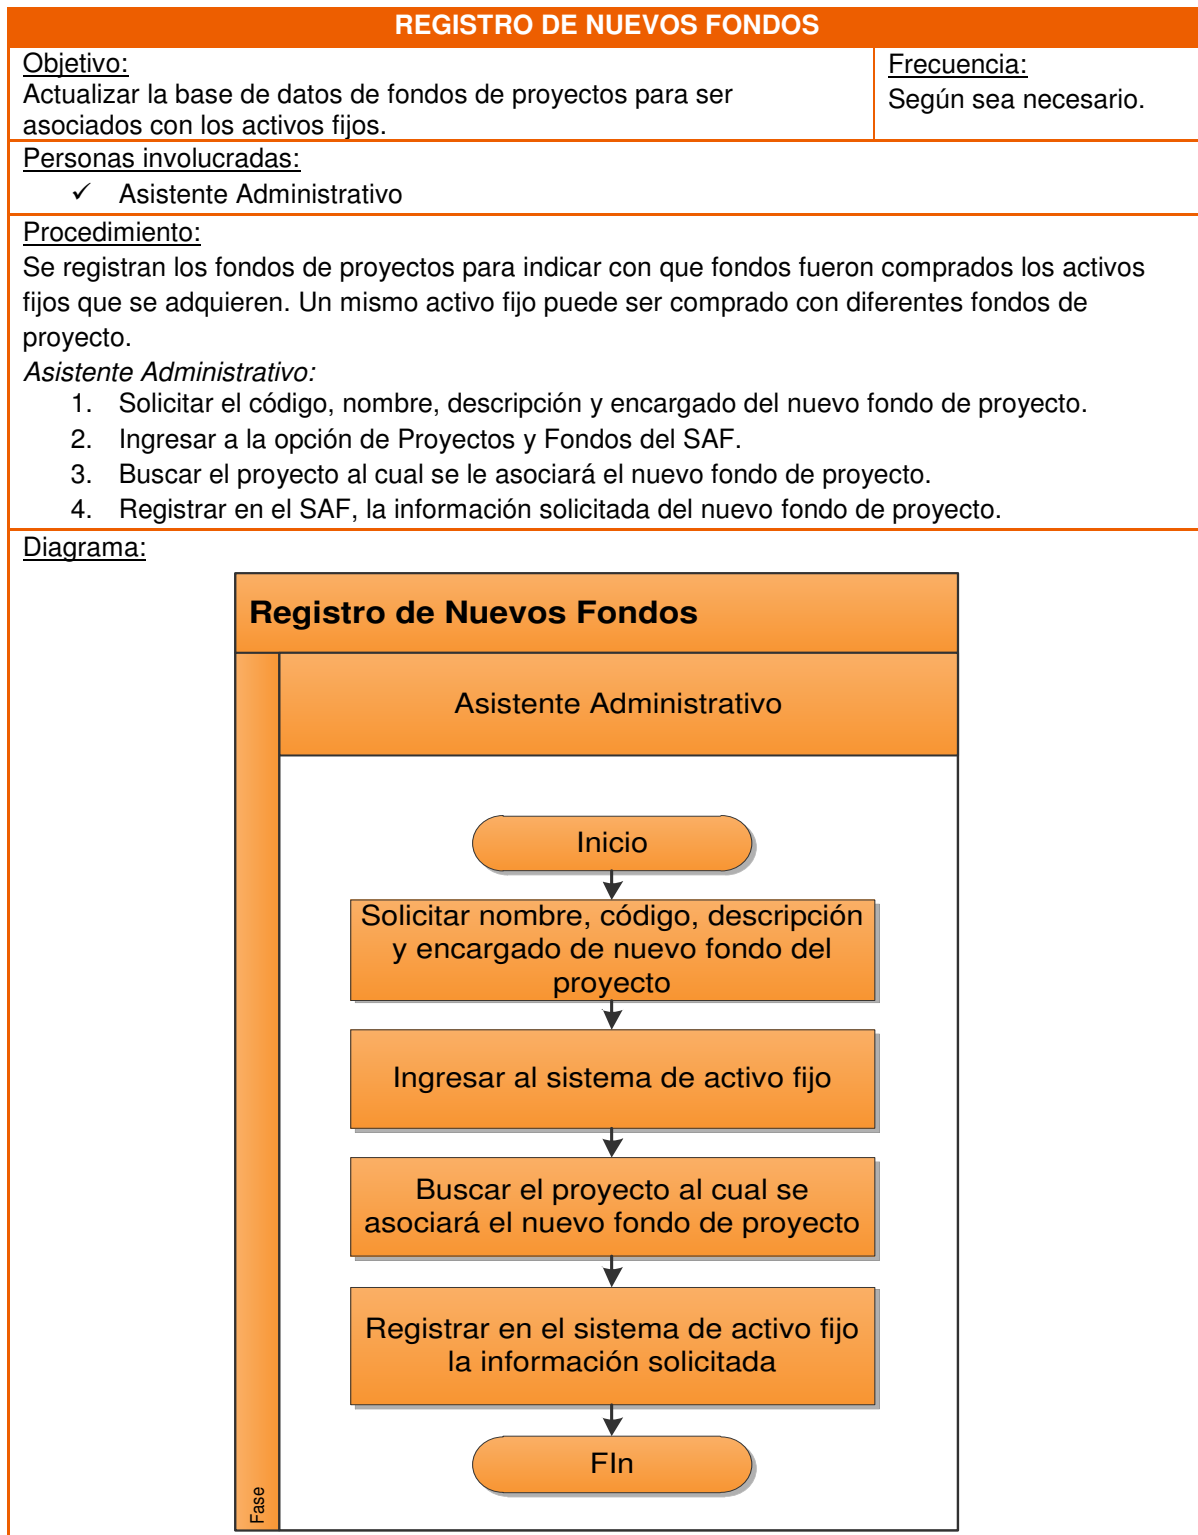 REGISTRO DE NUEVOS FONDOS
Objetivo:
Actualizar la base de datos de fondos de proyectos para ser
asociados con los activos fijos.
Frecuencia:
Según sea necesario.
Personas involucradas:
✓ Asistente Administrativo
Procedimiento:
Se registran los fondos de proyectos para indicar con que fondos fueron comprados los activos
fijos que se adquieren. Un mismo activo fijo puede ser comprado con diferentes fondos de
proyecto.
Asistente Administrativo:
1. Solicitar el código, nombre, descripción y encargado del nuevo fondo de proyecto.
2. Ingresar a la opción de Proyectos y Fondos del SAF.
3. Buscar el proyecto al cual se le asociará el nuevo fondo de proyecto.
4. Registrar en el SAF, la información solicitada del nuevo fondo de proyecto.
Diagrama:
Registro de Nuevos Fondos
Asistente Administrativo
Inicio
Solicitar nombre, código, descripción
y encargado de nuevo fondo del
proyecto
Ingresar al sistema de activo fijo
Buscar el proyecto al cual se
asociará el nuevo fondo de proyecto
Registrar en el sistema de activo fijo
la información solicitada
FIn
Fase